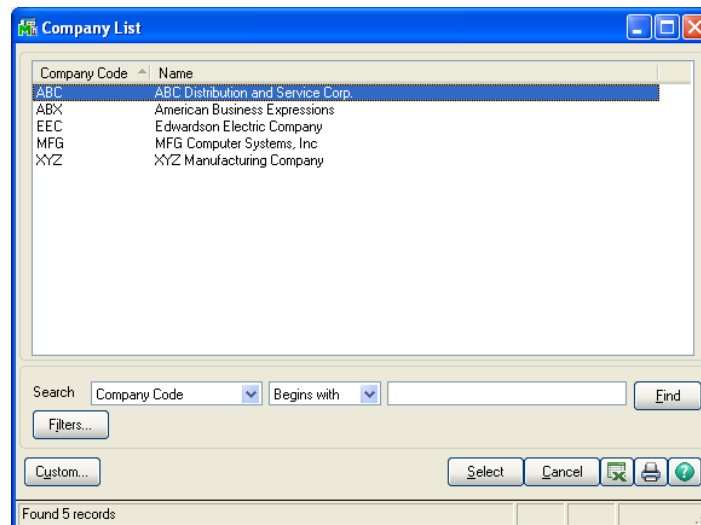 Company List
Company Code Name
ABC ABC Distribution and Service Corp.
ABX American Business Expressions
EEC Edwardson Electric Company
MFG MFG Computer Systems, Inc
XYZ XYZ Manufacturing Company
Search Company Code Begins with Find
Filters...
Custom... Select Cancel
Found 5 records